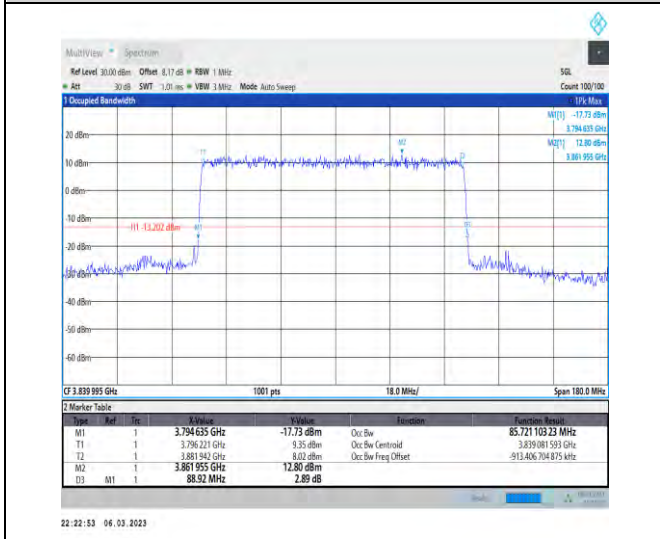 MultiView Spectrum
Ref Level 30.00 dBm Offset 8.17 dB RBW 1 MHz SGL
Att 30 dB SWT 1.01 ms VBW 3 MHz Mode Auto Sweep Count 100/100
1 Occupied Bandwidth 1Pk Max
M1[1] -17.73 dBm
3.794 635 GHz
M2[1] 12.80 dBm
3.861 955 GHz
20 dBm
M2
T1
10 dBm
0 dBm
-10 dBm
H1 -13.202 dBm
M1
-20 dBm
-30 dBm
-40 dBm
-50 dBm
-60 dBm
CF 3.839 995 GHz 1001 pts 18.0 MHz/ Span 180.0 MHz
2 Marker Table
Type Ref Trc X-Value Y-Value Function Function Result
M1 1 3.794 635 GHz -17.73 dBm Occ Bw 85.721 103 23 MHz
T1 1 3.796 221 GHz 9.35 dBm Occ Bw Centroid 3.839 081 593 GHz
T2 1 3.881 942 GHz 8.02 dBm Occ Bw Freq Offset -913.406 704 875 kHz
M2 1 3.861 955 GHz 12.80 dBm
D3 M1 1 88.92 MHz 2.89 dB
22:22:53 06.03.2023